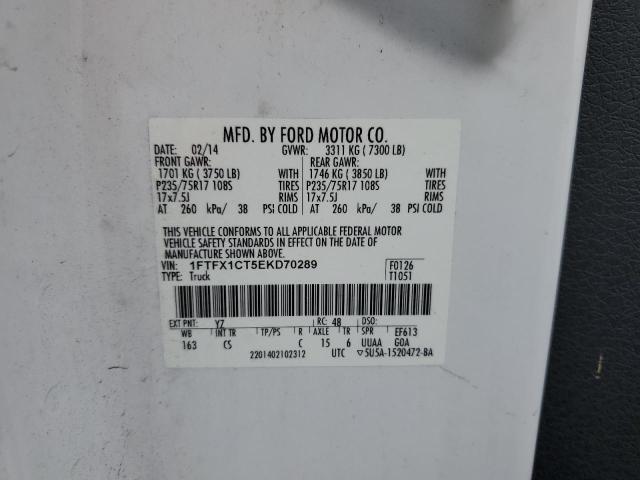 MFD. BY FORD MOTOR CO.
DATE: 02/14 GVWR: 3311 KG ( 7300 LB)
FRONT GAWR: REAR GAWR:
1701 KG ( 3750 LB) WITH 1746 KG ( 3850 LB) WITH
P235/75R17 108S TIRES P235/75R17 108S TIRES
17x7.5J RIMS 17x7.5J RIMS
AT 260 kPa/ 38 PSI COLD AT 260 kPa/ 38 PSI COLD
THIS VEHICLE CONFORMS TO ALL APPLICABLE FEDERAL MOTOR
VEHICLE SAFETY STANDARDS IN EFFECT ON THE DATE OF
MANUFACTURE SHOWN ABOVE.
VIN: 1FTFX1CT5EKD70289 F0126
TYPE: Truck T1051
EXT PNT: YZ RC: 48 DSO:
WB INT TR TP/PS R AXLE TR SPR EF613
163 CS C 15 6 UUAA GOA
2201402102312 UTC 5U5A-1520472-BA